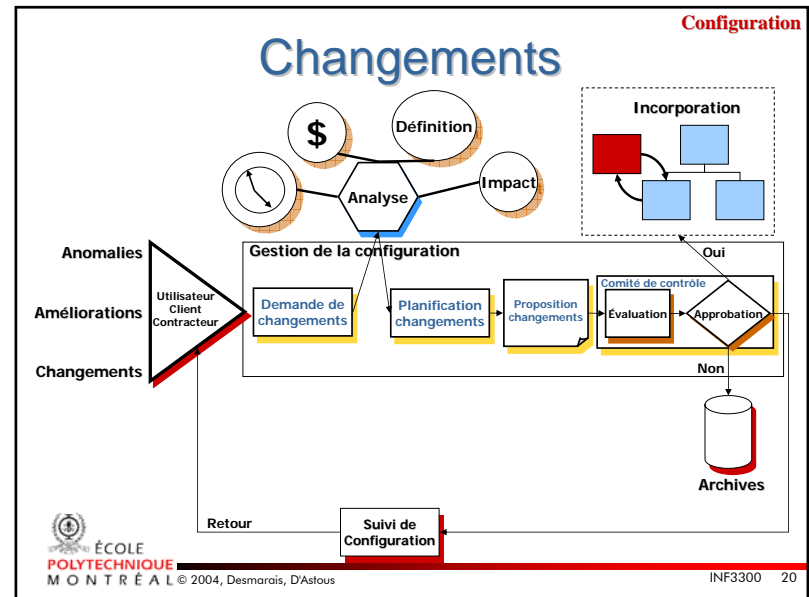 Configuration
Changements
$
Définition
Analyse
Impact
Incorporation
Anomalies
Améliorations
Changements
Utilisateur
Client
Contracteur
Gestion de la configuration
Demande de
changements
Planification
changements
Proposition
changements
Comité de contrôle
Évaluation
Approbation
Oui
Non
Archives
Retour
Suivi de
Configuration
ÉCOLE
POLYTECHNIQUE
MONTRÉAL
© 2004, Desmarais, D'Astous
INF3300 20